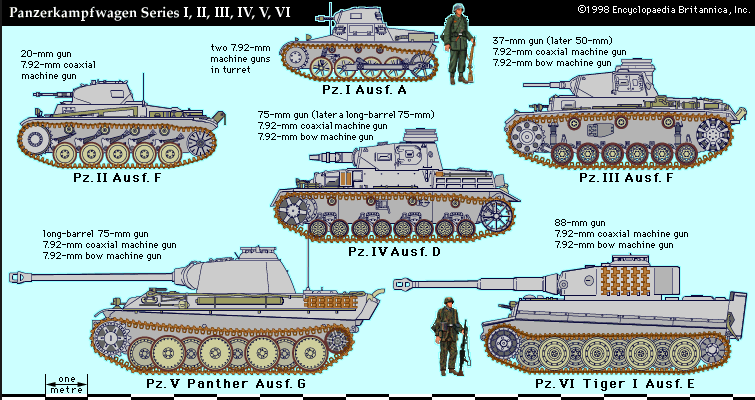 Panzerkampfwagen Series I, II, III, IV, V, VI
©1998 Encyclopaedia Britannica, Inc.
20-mm gun
7.92-mm coaxial
machine gun
Pz. II Ausf. F
two 7.92-mm
machine guns
in turret
Pz. I Ausf. A
37-mm gun (later 50-mm)
7.92-mm coaxial machine gun
7.92-mm bow machine gun
Pz. III Ausf. F
75-mm gun (later a long-barrel 75-mm)
7.92-mm coaxial machine gun
7.92-mm bow machine gun
Pz. IV Ausf. D
long-barrel 75-mm gun
7.92-mm coaxial machine gun
7.92-mm bow machine gun
Pz. V Panther Ausf. G
88-mm gun
7.92-mm coaxial machine gun
7.92-mm bow machine gun
Pz. VI Tiger I Ausf. E
one
metre